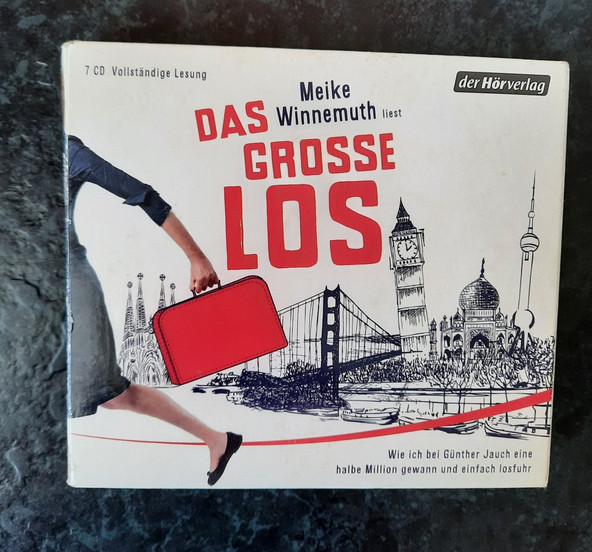 7 CD Vollständige Lesung
der Hörverlag
Meike
Winnemuth liest
DAS
GROSSE
LOS
Wie ich bei Günther Jauch eine
halbe Million gewann und einfach losfuhr